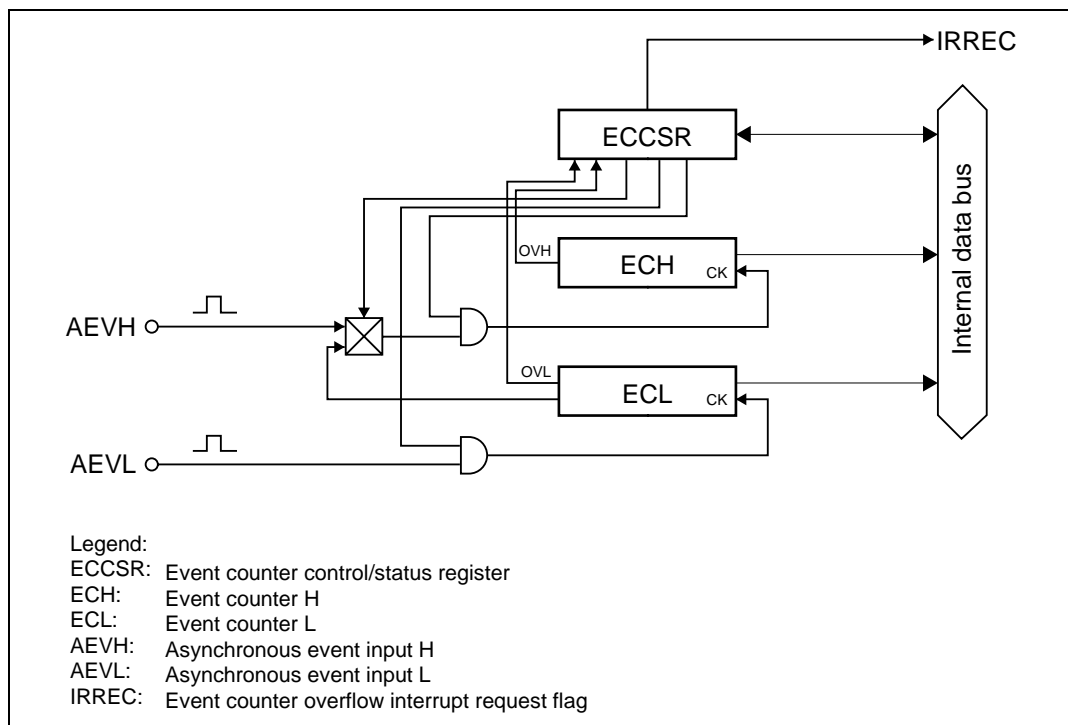 IRREC
ECCSR
Internal data bus
OVH
ECH
CK
AEVH
OVL
ECL
CK
AEVL
Legend:
ECCSR: Event counter control/status register
ECH: Event counter H
ECL: Event counter L
AEVH: Asynchronous event input H
AEVL: Asynchronous event input L
IRREC: Event counter overflow interrupt request flag